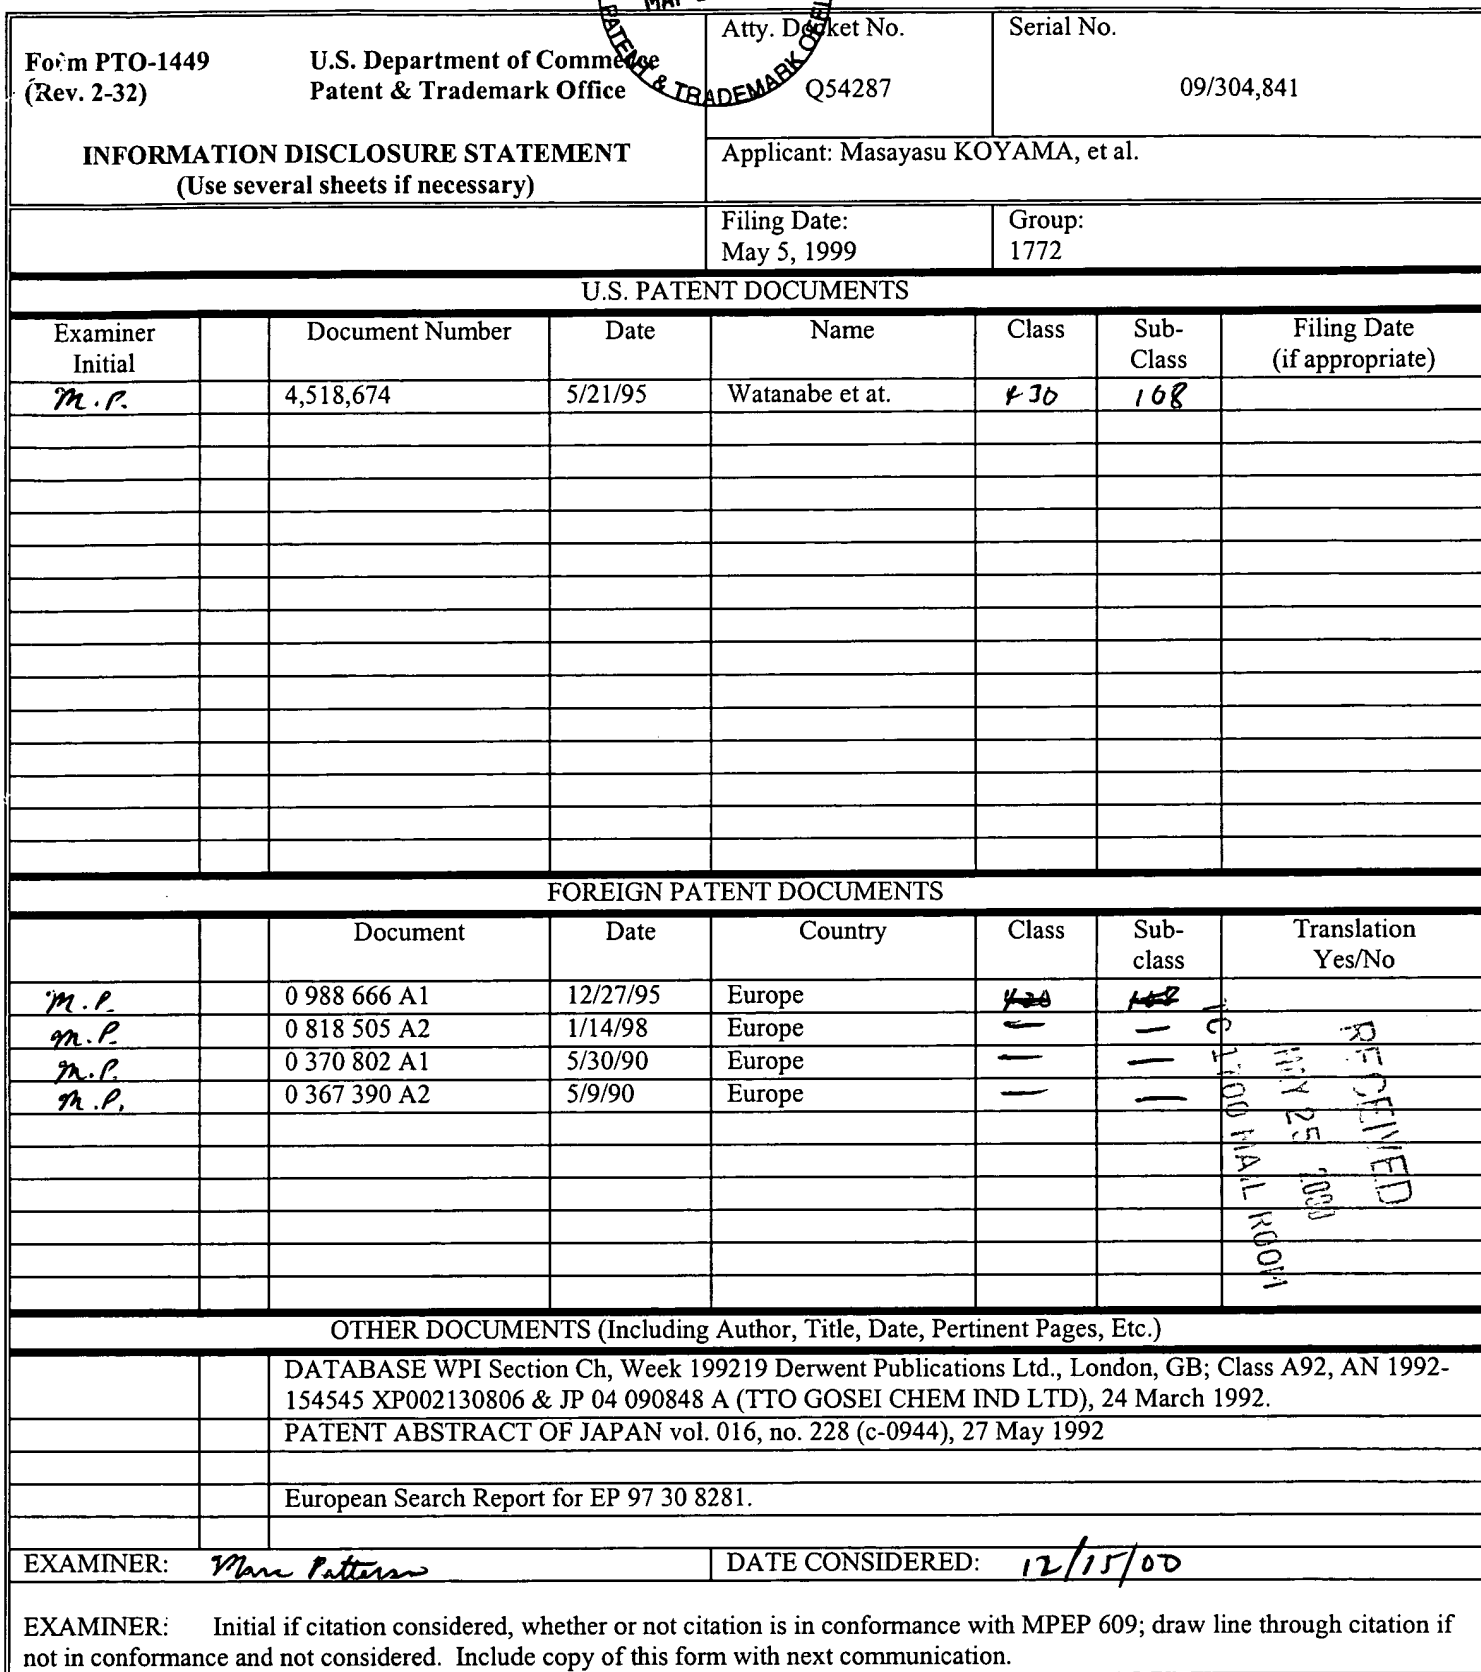 PATENT & TRADEMARK OFFICE
Form PTO-1449
(Rev. 2-32)
U.S. Department of Commerce
Patent & Trademark Office
Atty. Docket No.
Q54287
Serial No.
09/304,841
INFORMATION DISCLOSURE STATEMENT
(Use several sheets if necessary)
Applicant: Masayasu KOYAMA, et al.
Filing Date:
May 5, 1999
Group:
1772
U.S. PATENT DOCUMENTS
Examiner Initial Document Number Date Name Class Sub-Class Filing Date (if appropriate)
M.P. 4,518,674 5/21/95 Watanabe et at. 430 168
FOREIGN PATENT DOCUMENTS
Document Date Country Class Sub-class Translation Yes/No
M.P. 0 988 666 A1 12/27/95 Europe
M.P. 0 818 505 A2 1/14/98 Europe — —
M.P. 0 370 802 A1 5/30/90 Europe — —
M.P. 0 367 390 A2 5/9/90 Europe — —
RECEIVED
MAY 25 2000
TC 1700 MAIL ROOM
OTHER DOCUMENTS (Including Author, Title, Date, Pertinent Pages, Etc.)
DATABASE WPI Section Ch, Week 199219 Derwent Publications Ltd., London, GB; Class A92, AN 1992-
154545 XP002130806 & JP 04 090848 A (TTO GOSEI CHEM IND LTD), 24 March 1992.
PATENT ABSTRACT OF JAPAN vol. 016, no. 228 (c-0944), 27 May 1992
European Search Report for EP 97 30 8281.
EXAMINER: Marc Patterson
DATE CONSIDERED: 12/15/00
EXAMINER: Initial if citation considered, whether or not citation is in conformance with MPEP 609; draw line through citation if
not in conformance and not considered. Include copy of this form with next communication.